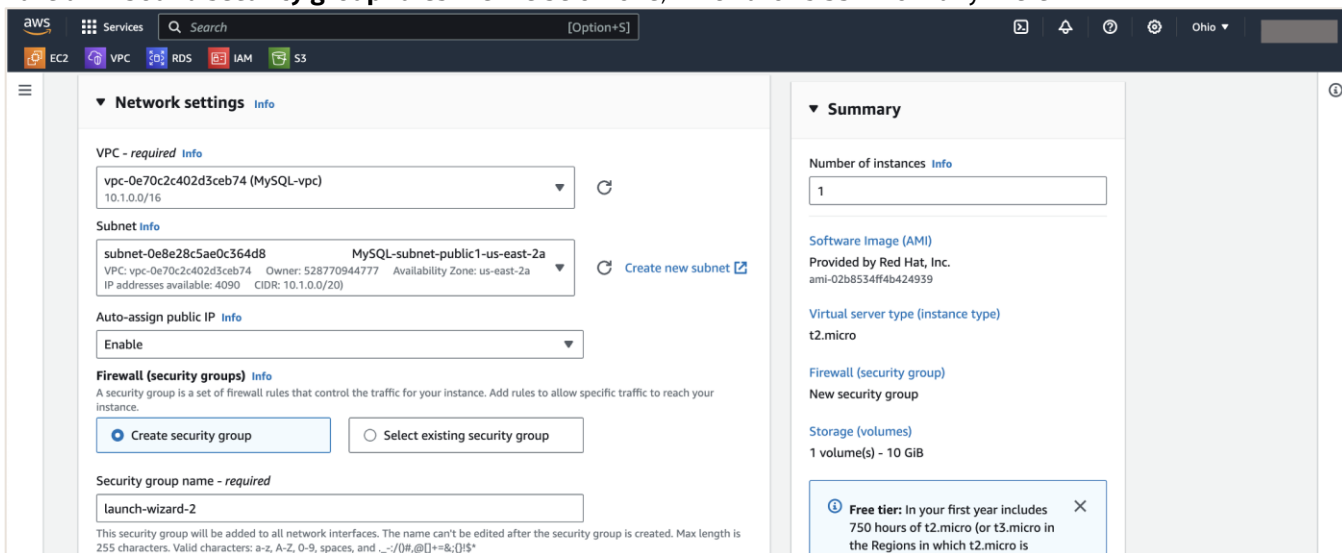 aws
Services
Search
[Option+S]
Ohio
EC2
VPC
RDS
IAM
S3
Network settings Info
VPC - required Info
vpc-0e70c2c402d3ceb74 (MySQL-vpc)
10.1.0.0/16
Subnet Info
subnet-0e8e28c5ae0c364d8 MySQL-subnet-public1-us-east-2a
VPC: vpc-0e70c2c402d3ceb74 Owner: 528770944777 Availability Zone: us-east-2a
IP addresses available: 4090 CIDR: 10.1.0.0/20)
Create new subnet
Auto-assign public IP Info
Enable
Firewall (security groups) Info
A security group is a set of firewall rules that control the traffic for your instance. Add rules to allow specific traffic to reach your
instance.
Create security group
Select existing security group
Security group name - required
launch-wizard-2
This security group will be added to all network interfaces. The name can't be edited after the security group is created. Max length is
255 characters. Valid characters: a-z, A-Z, 0-9, spaces, and ._-:/()#,@[]+=&;{}!$*
Summary
Number of instances Info
1
Software Image (AMI)
Provided by Red Hat, Inc.
ami-02b8534ff4b424939
Virtual server type (instance type)
t2.micro
Firewall (security group)
New security group
Storage (volumes)
1 volume(s) - 10 GiB
Free tier: In your first year includes
750 hours of t2.micro (or t3.micro in
the Regions in which t2.micro is